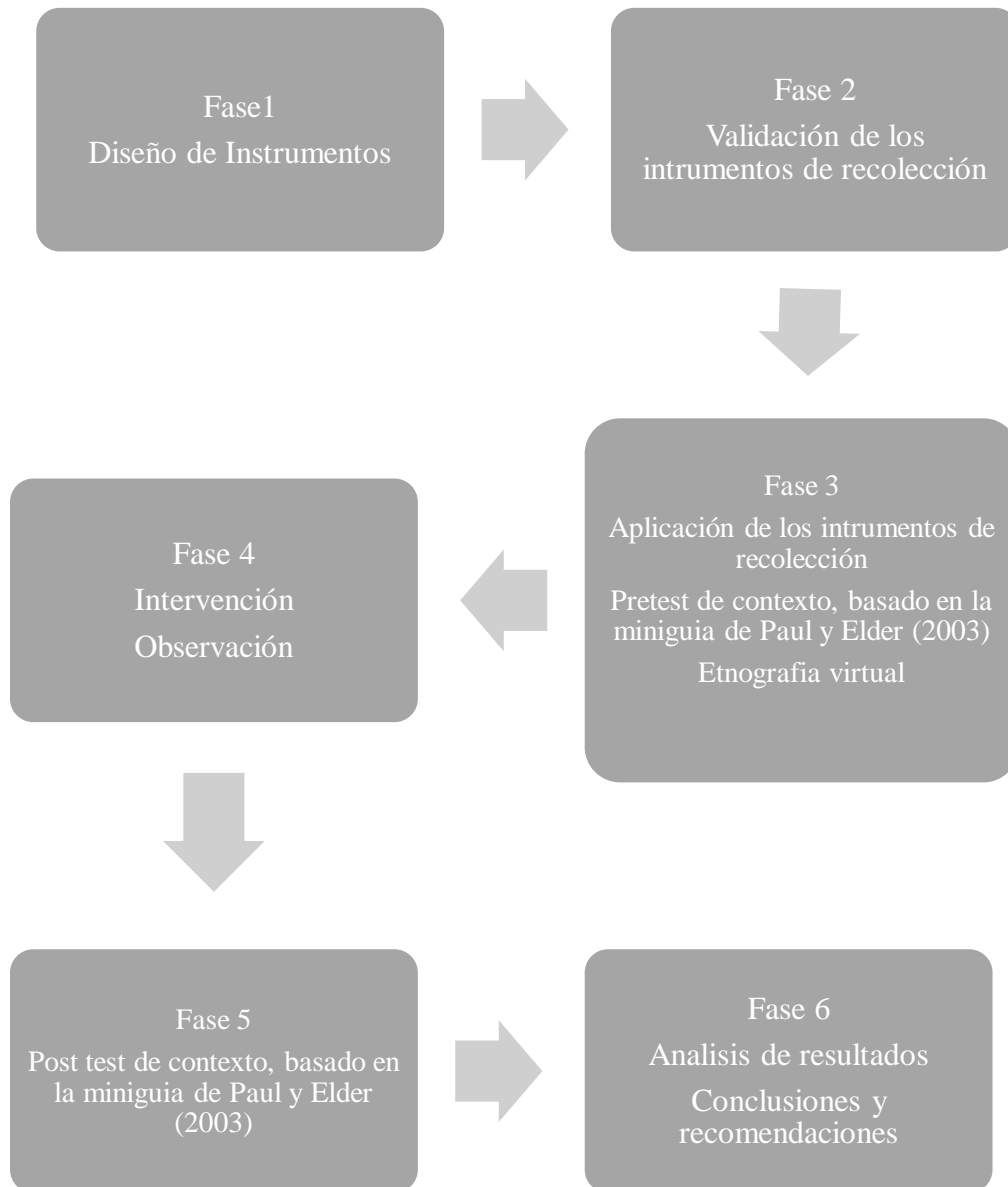 Fase1
Diseño de Instrumentos
Fase 2
Validación de los
intrumentos de recolección
Fase 3
Aplicación de los intrumentos de
recolección
Pretest de contexto, basado en la
miniguia de Paul y Elder (2003)
Etnografia virtual
Fase 4
Intervención
Observación
Fase 5
Post test de contexto, basado en
la miniguia de Paul y Elder
(2003)
Fase 6
Analisis de resultados
Conclusiones y
recomendaciones